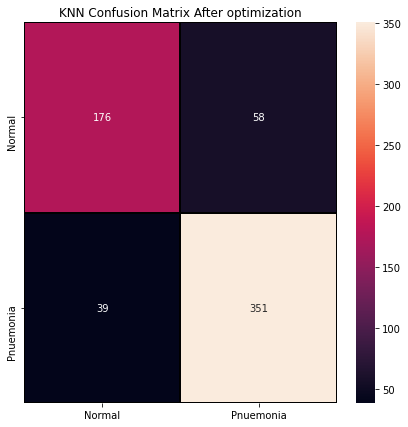 KNN Confusion Matrix After optimization
Normal
176
58
Pnuemonia
39
351
Normal
Pnuemonia
350
300
250
200
150
100
50